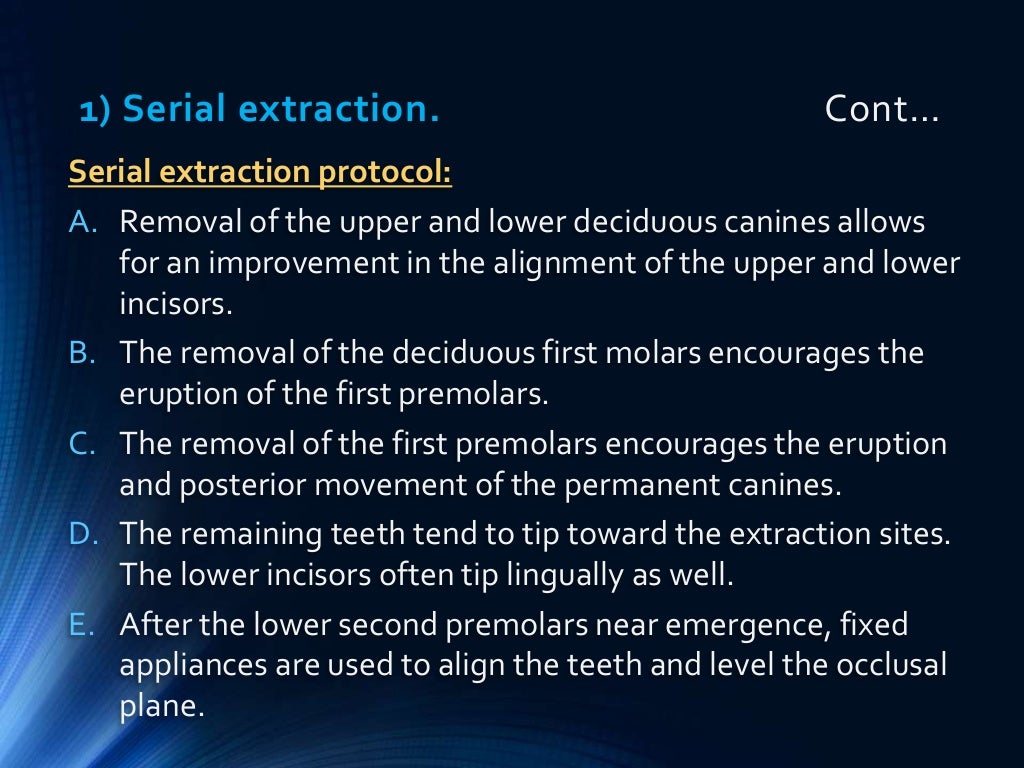 1) Serial extraction. Cont...
Serial extraction protocol:
A. Removal of the upper and lower deciduous canines allows
for an improvement in the alignment of the upper and lower
incisors.
B. The removal of the deciduous first molars encourages the
eruption of the first premolars.
C. The removal of the first premolars encourages the eruption
and posterior movement of the permanent canines.
D. The remaining teeth tend to tip toward the extraction sites.
The lower incisors often tip lingually as well.
E. After the lower second premolars near emergence, fixed
appliances are used to align the teeth and level the occlusal
plane.